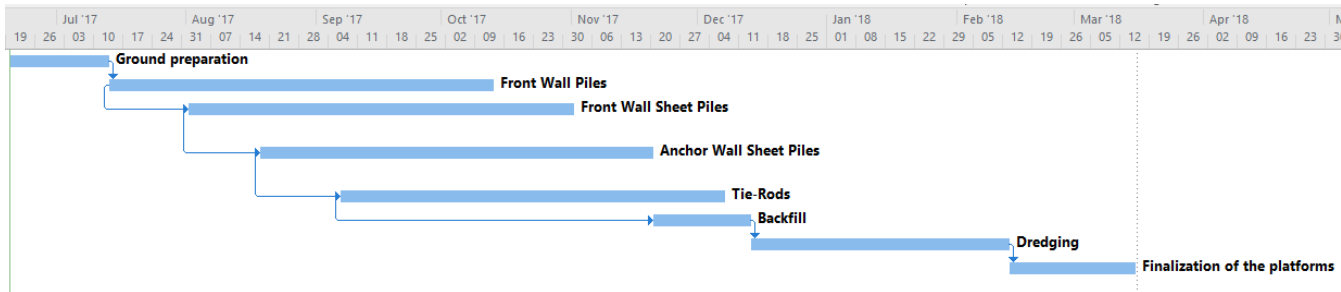 Jul '17 Aug '17 Sep '17 Oct '17 Nov '17 Dec '17 Jan '18 Feb '18 Mar '18 Apr '18
19 26 03 10 17 24 31 07 14 21 28 04 11 18 25 02 09 16 23 30 06 13 20 27 04 11 18 25 01 08 15 22 29 05 12 19 26 05 12 19 26 02 09 16 23 30
Ground preparation
Front Wall Piles
Front Wall Sheet Piles
Anchor Wall Sheet Piles
Tie-Rods
Backfill
Dredging
Finalization of the platforms